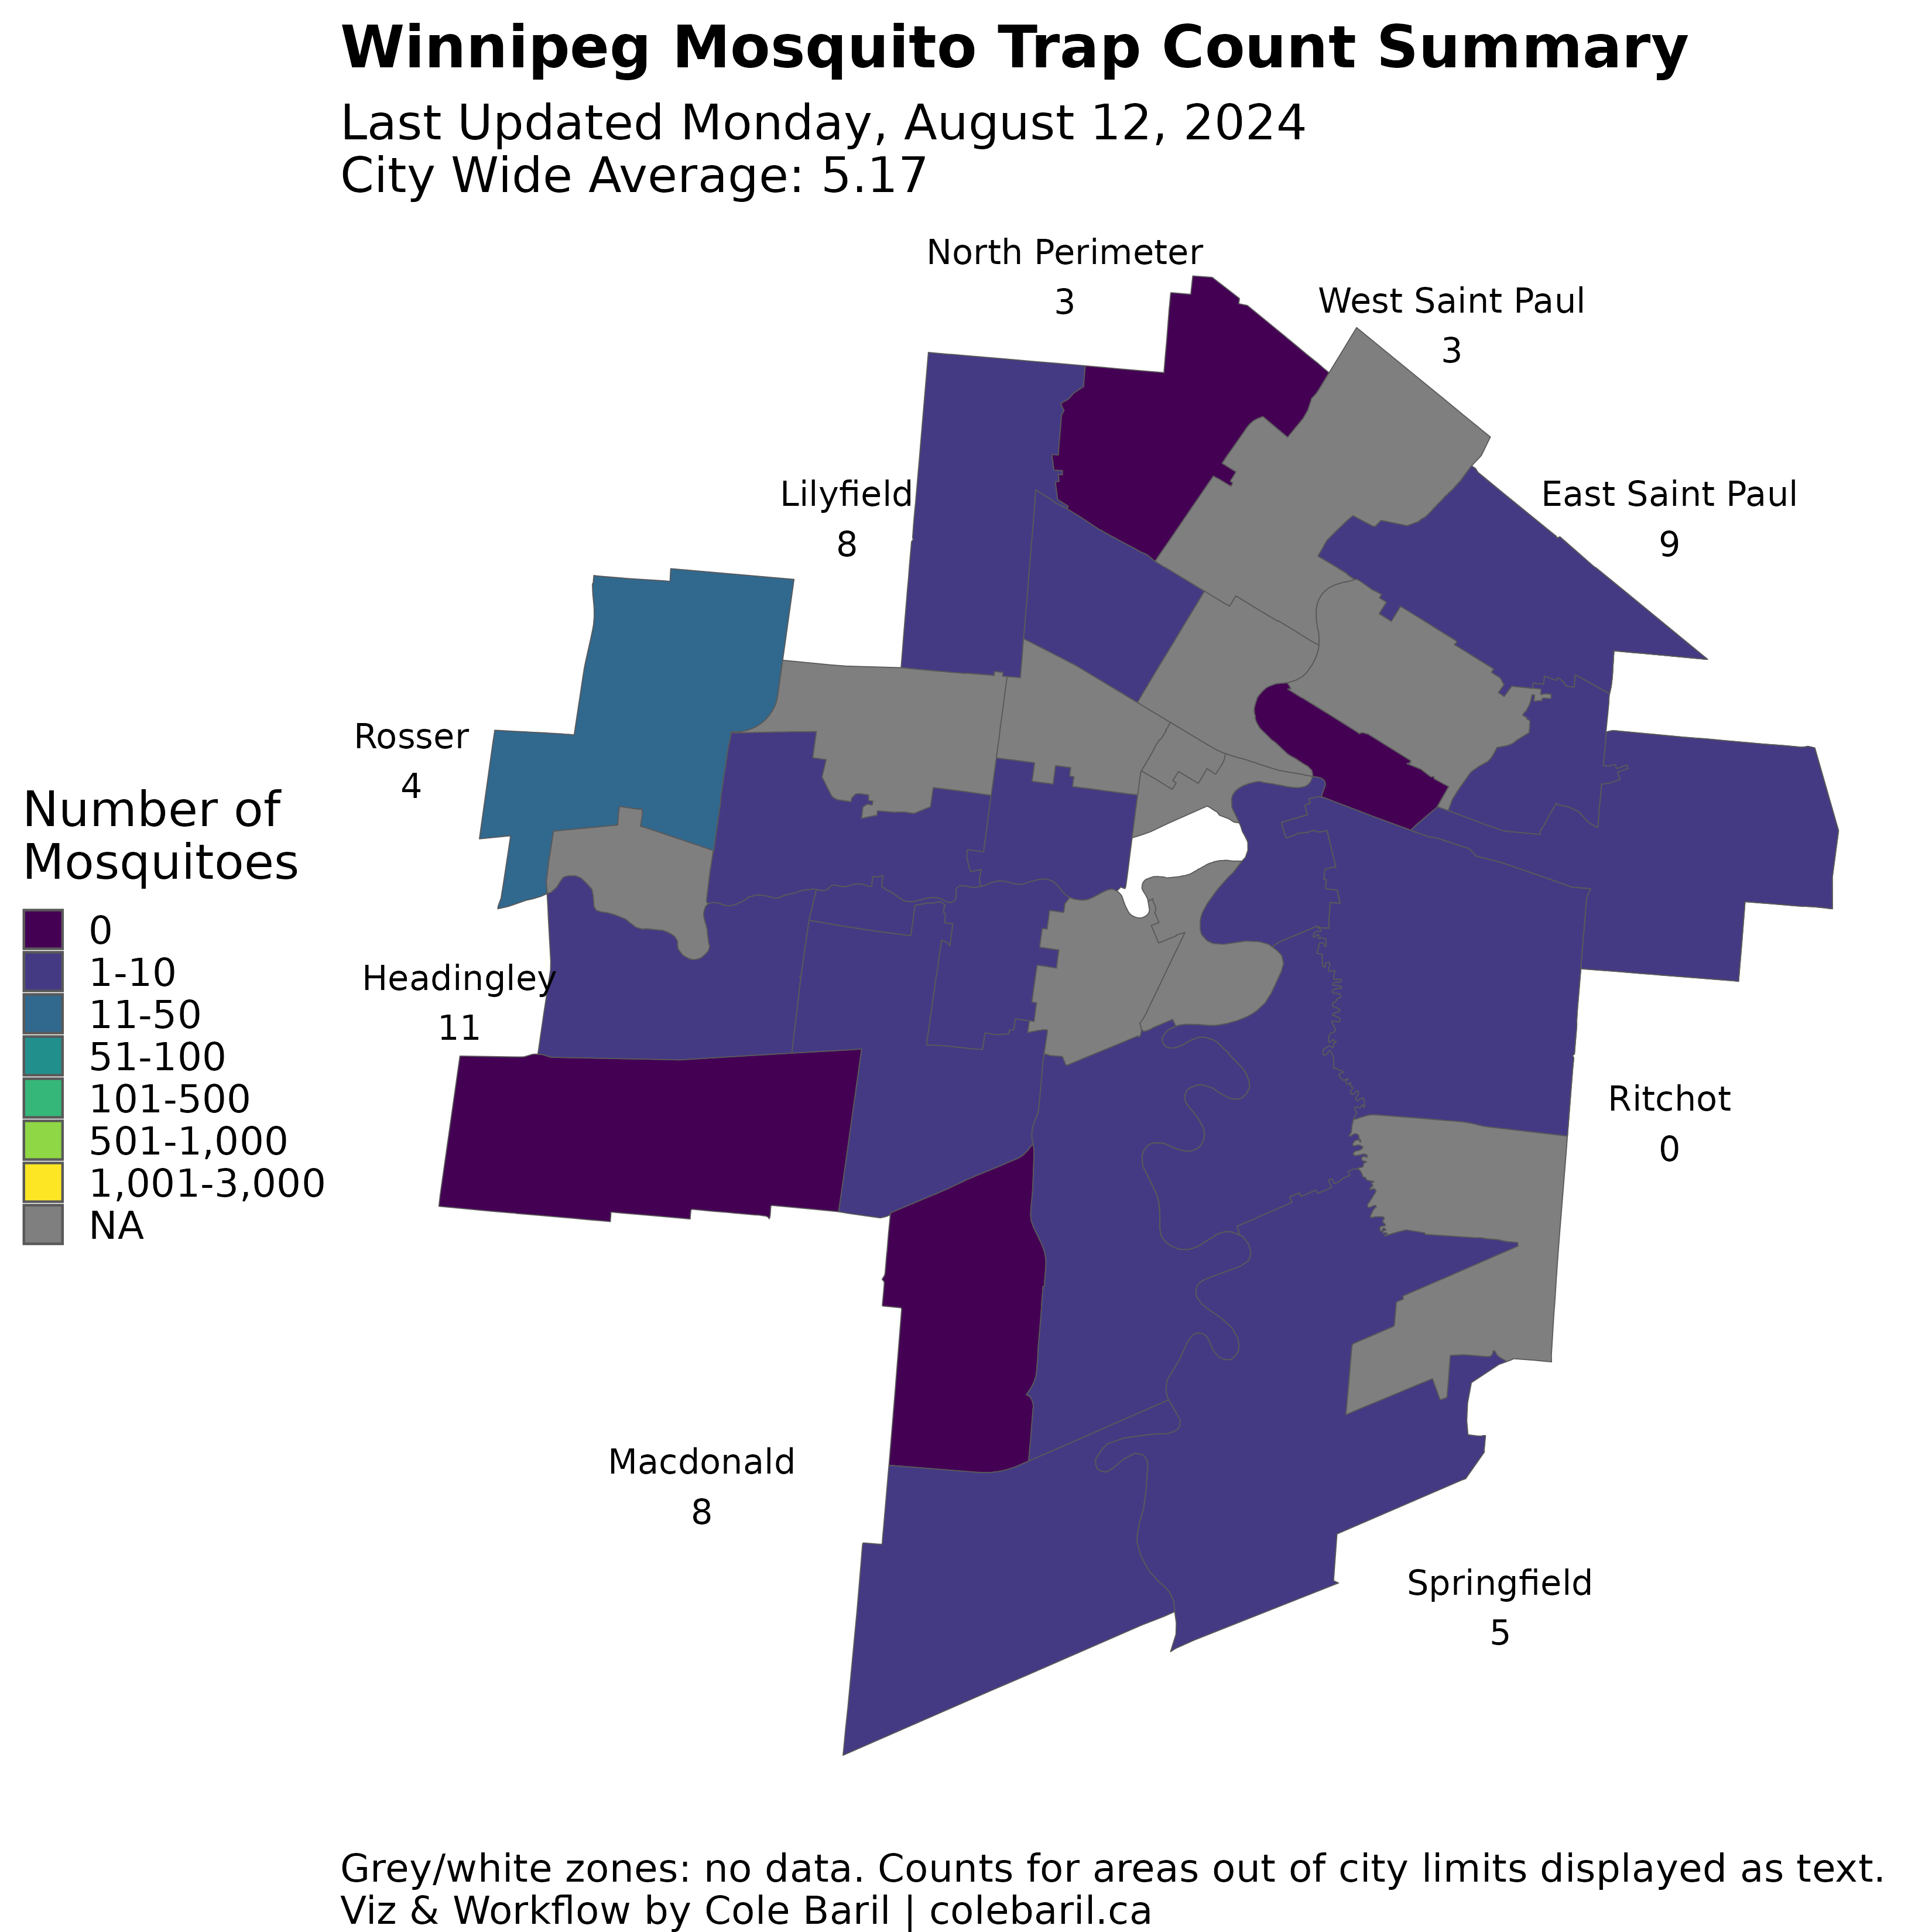 Winnipeg Mosquito Trap Count Summary
Last Updated Monday, August 12, 2024
City Wide Average: 5.17
North Perimeter
3
West Saint Paul
3
Lilyfield
8
East Saint Paul
9
Rosser
4
Number of
Mosquitoes
0
1-10
11-50
51-100
101-500
501-1,000
1,001-3,000
NA
Headingley
11
Ritchot
0
Macdonald
8
Springfield
5
Grey/white zones: no data. Counts for areas out of city limits displayed as text.
Viz & Workflow by Cole Baril | colebaril.ca